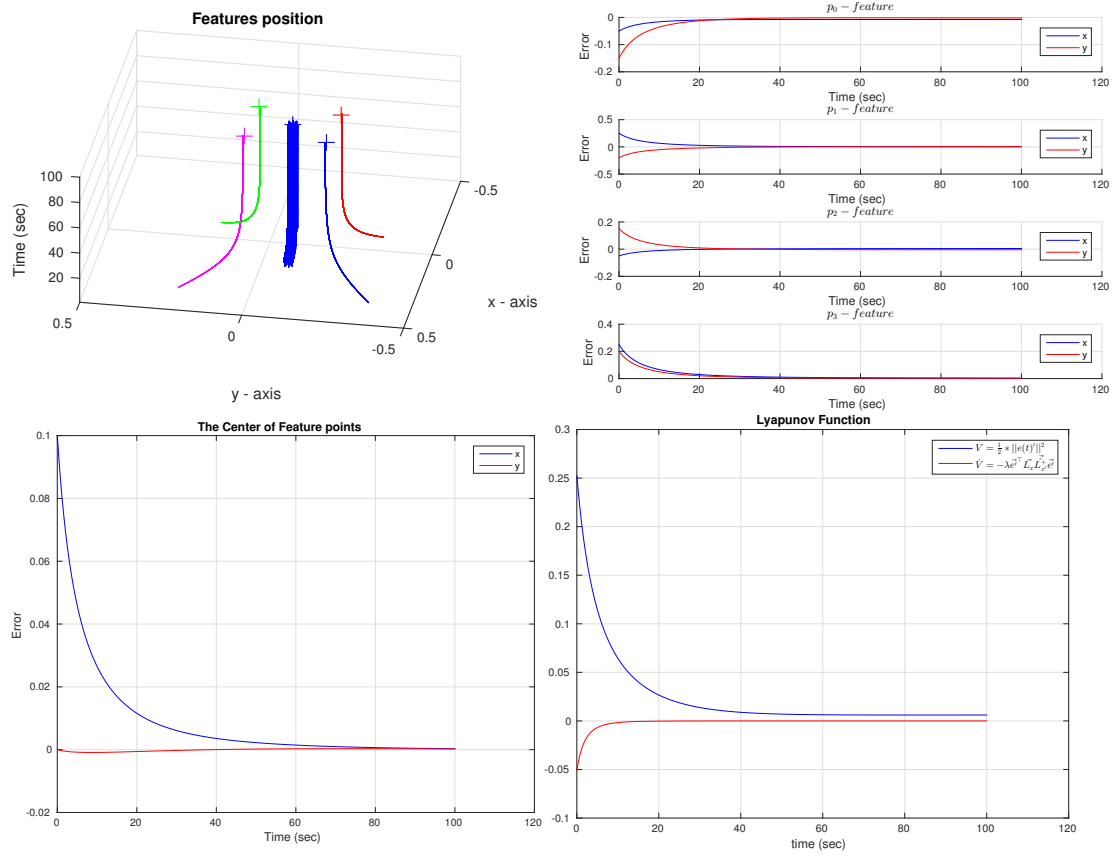 Features position
100
80
60
40
20
Time (sec)
0.5
0
-0.5
0.5
0
-0.5
x - axis
y - axis
p₀ − feature
0
-0.1
-0.2
Error
x
y
0 20 40 60 80 100 120
Time (sec)
p₁ − feature
0.5
0
-0.5
Error
x
y
0 20 40 60 80 100 120
Time (sec)
p₂ − feature
0.2
0
-0.2
Error
x
y
0 20 40 60 80 100 120
Time (sec)
p₃ − feature
0.4
0.2
0
Error
x
y
0 20 40 60 80 100 120
Time (sec)
The Center of Feature points
0.1
0.08
0.06
0.04
0.02
0
-0.02
Error
x
y
0 20 40 60 80 100 120
Time (sec)
Lyapunov Function
0.3
0.25
0.2
0.15
0.1
0.05
0
-0.05
-0.1
V = ½ * ||e(t)′||²
0 20 40 60 80 100 120
time (sec)